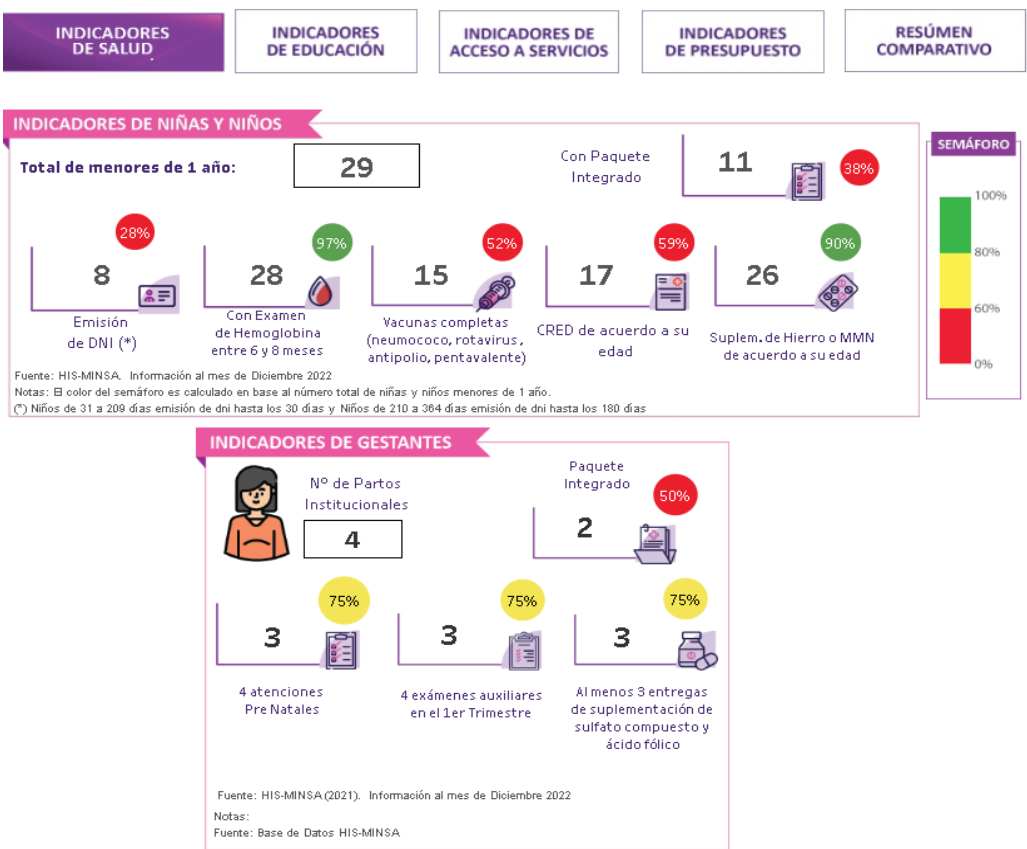 INDICADORES
DE SALUD
INDICADORES
DE EDUCACIÓN
INDICADORES DE
ACCESO A SERVICIOS
INDICADORES
DE PRESUPUESTO
RESÚMEN
COMPARATIVO
INDICADORES DE NIÑAS Y NIÑOS
Total de menores de 1 año:
29
Con Paquete
Integrado
11
38%
28%
8
Emisión
de DNI (*)
97%
28
Con Examen
de Hemoglobina
entre 6 y 8 meses
52%
15
Vacunas completas
(neumococo, rotavirus,
antipolio, pentavalente)
59%
17
CRED de acuerdo a su
edad
90%
26
Suplem. de Hierro o MMN
de acuerdo a su edad
Fuente: HIS-MINSA. Información al mes de Diciembre 2022
Notas: El color del semáforo es calculado en base al número total de niñas y niños menores de 1 año.
(*) Niños de 31 a 209 días emisión de dni hasta los 30 días y Niños de 210 a 364 días emisión de dni hasta los 180 días
SEMÁFORO
100%
80%
60%
0%
INDICADORES DE GESTANTES
Nº de Partos
Institucionales
4
Paquete
Integrado
50%
2
75%
3
4 atenciones
Pre Natales
75%
3
4 exámenes auxiliares
en el 1er Trimestre
75%
3
Al menos 3 entregas
de suplementación de
sulfato compuesto y
ácido fólico
Fuente: HIS-MINSA(2021). Información al mes de Diciembre 2022
Notas:
Fuente: Base de Datos HIS-MINSA